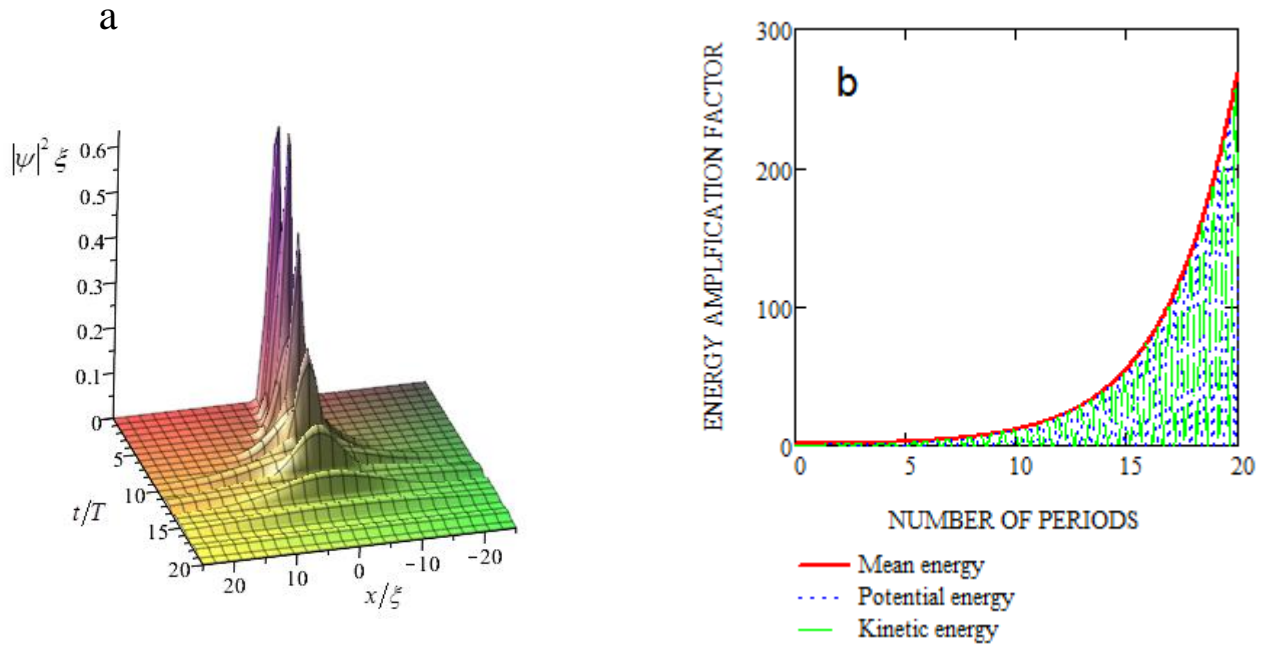 a
|ψ|² ξ
0.6
0.5
0.4
0.3
0.2
0.1
0
5
10
15
20
t/T
20
10
0
−10
−20
x/ξ
b
ENERGY AMPLFICATION FACTOR
300
200
100
0
0
5
10
15
20
NUMBER OF PERIODS
Mean energy
Potential energy
Kinetic energy